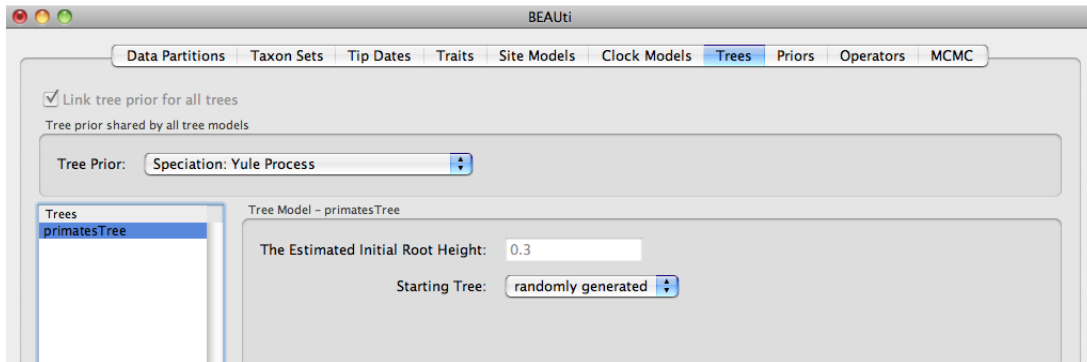 BEAUti
Data Partitions Taxon Sets Tip Dates Traits Site Models Clock Models Trees Priors Operators MCMC
Link tree prior for all trees
Tree prior shared by all tree models
Tree Prior: Speciation: Yule Process
Trees
primatesTree
Tree Model – primatesTree
The Estimated Initial Root Height: 0.3
Starting Tree: randomly generated